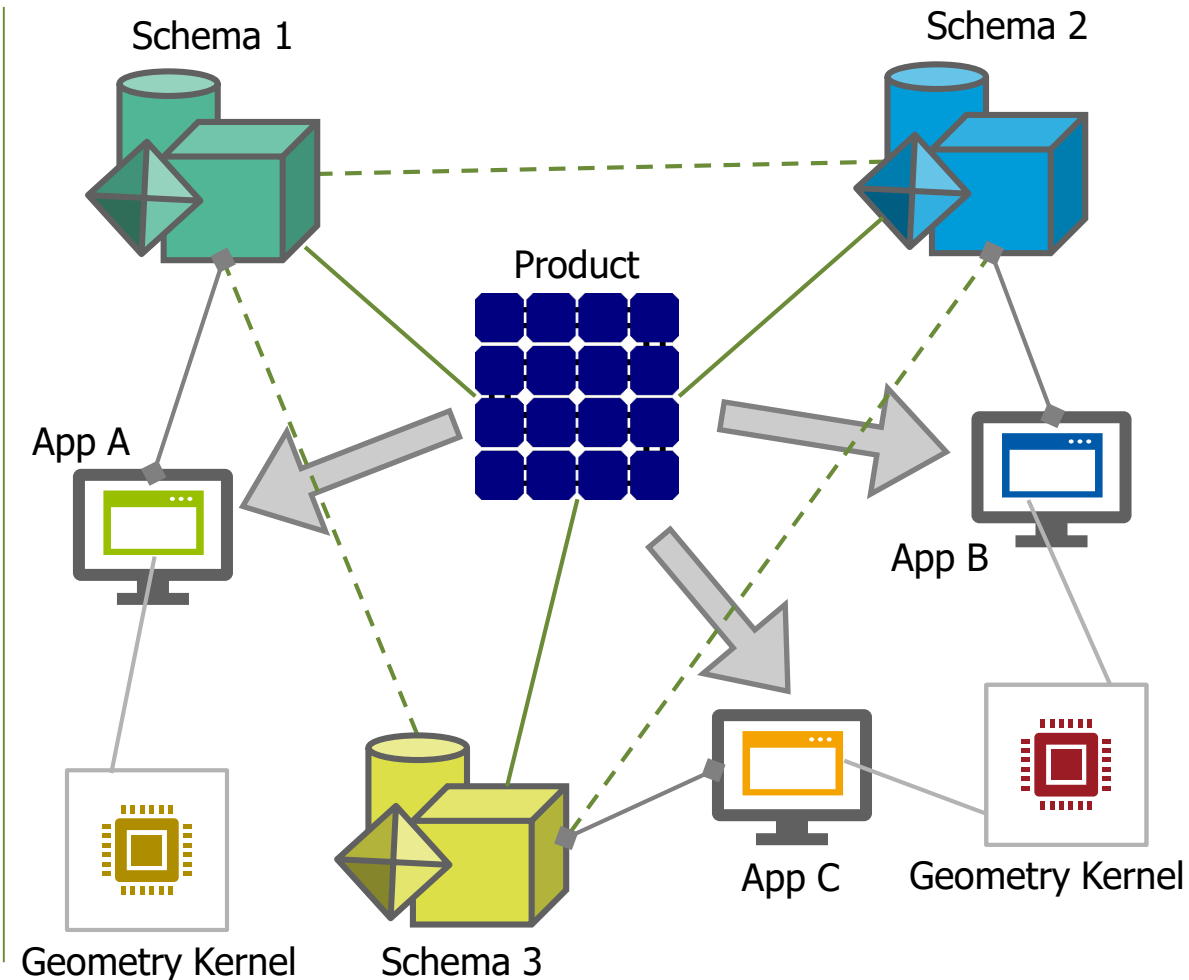 Schema 1
Schema 2
Product
App A
App B
App C
Geometry Kernel
Geometry Kernel
Schema 3